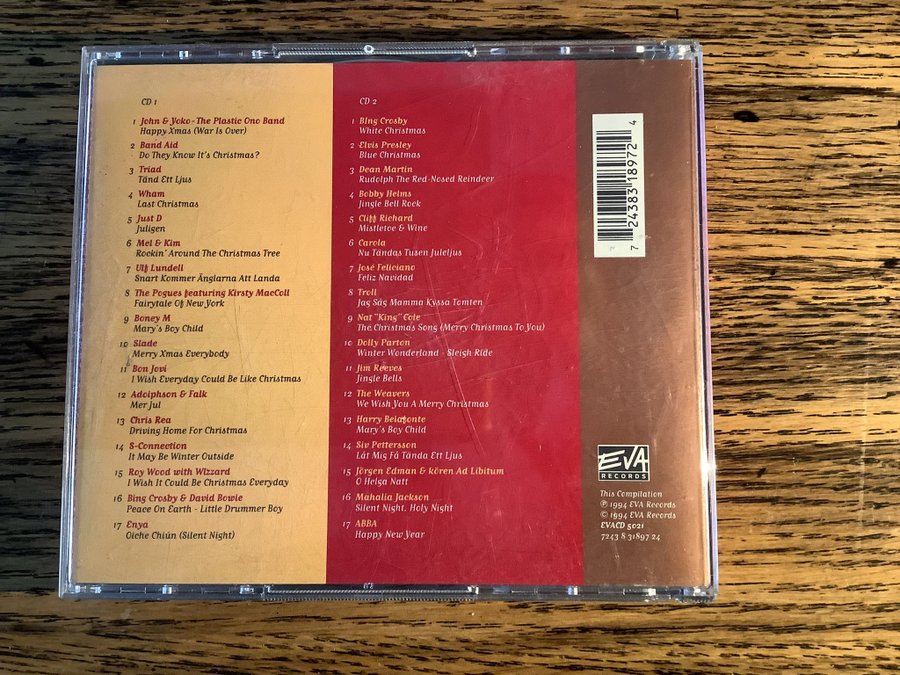 CD 1
1 John & Yoko - The Plastic Ono Band
Happy Xmas (War Is Over)
2 Band Aid
Do They Know It's Christmas?
3 Triad
Tänd Ett Ljus
4 Wham
Last Christmas
5 Just D
Juligen
6 Mel & Kim
Rockin' Around The Christmas Tree
7 Ulf Lundell
Snart Kommer Änglarna Att Landa
8 The Pogues featuring Kirsty MacColl
Fairytale Of New York
9 Boney M
Mary's Boy Child
10 Slade
Merry Xmas Everybody
11 Bon Jovi
I Wish Everyday Could Be Like Christmas
12 Adolphson & Falk
Mer Jul
13 Chris Rea
Driving Home For Christmas
14 S-Connection
It May Be Winter Outside
15 Roy Wood with Wizzard
I Wish It Could Be Christmas Everyday
16 Bing Crosby & David Bowie
Peace On Earth - Little Drummer Boy
17 Enya
Oiche Chiún (Silent Night)
CD 2
1 Bing Crosby
White Christmas
2 Elvis Presley
Blue Christmas
3 Dean Martin
Rudolph The Red-Nosed Reindeer
4 Bobby Helms
Jingle Bell Rock
5 Cliff Richard
Mistletoe & Wine
6 Carola
Nu Tändas Tusen Juleljus
7 José Feliciano
Feliz Navidad
8 Troll
Jag Såg Mamma Kyssa Tomten
9 Nat "King" Cole
The Christmas Song (Merry Christmas To You)
10 Dolly Parton
Winter Wonderland - Sleigh Ride
11 Jim Reeves
Jingle Bells
12 The Weavers
We Wish You A Merry Christmas
13 Harry Belafonte
Mary's Boy Child
14 Siv Pettersson
Låt Mig Få Tända Ett Ljus
15 Jörgen Edman & kören Ad Libitum
O Helga Natt
16 Mahalia Jackson
Silent Night, Holy Night
17 ABBA
Happy New Year
7 24383 18972 4
EVA
RECORDS
This Compilation
℗ 1994 EVA Records
© 1994 EVA Records
EVACD 5021
7243 8 31897 24